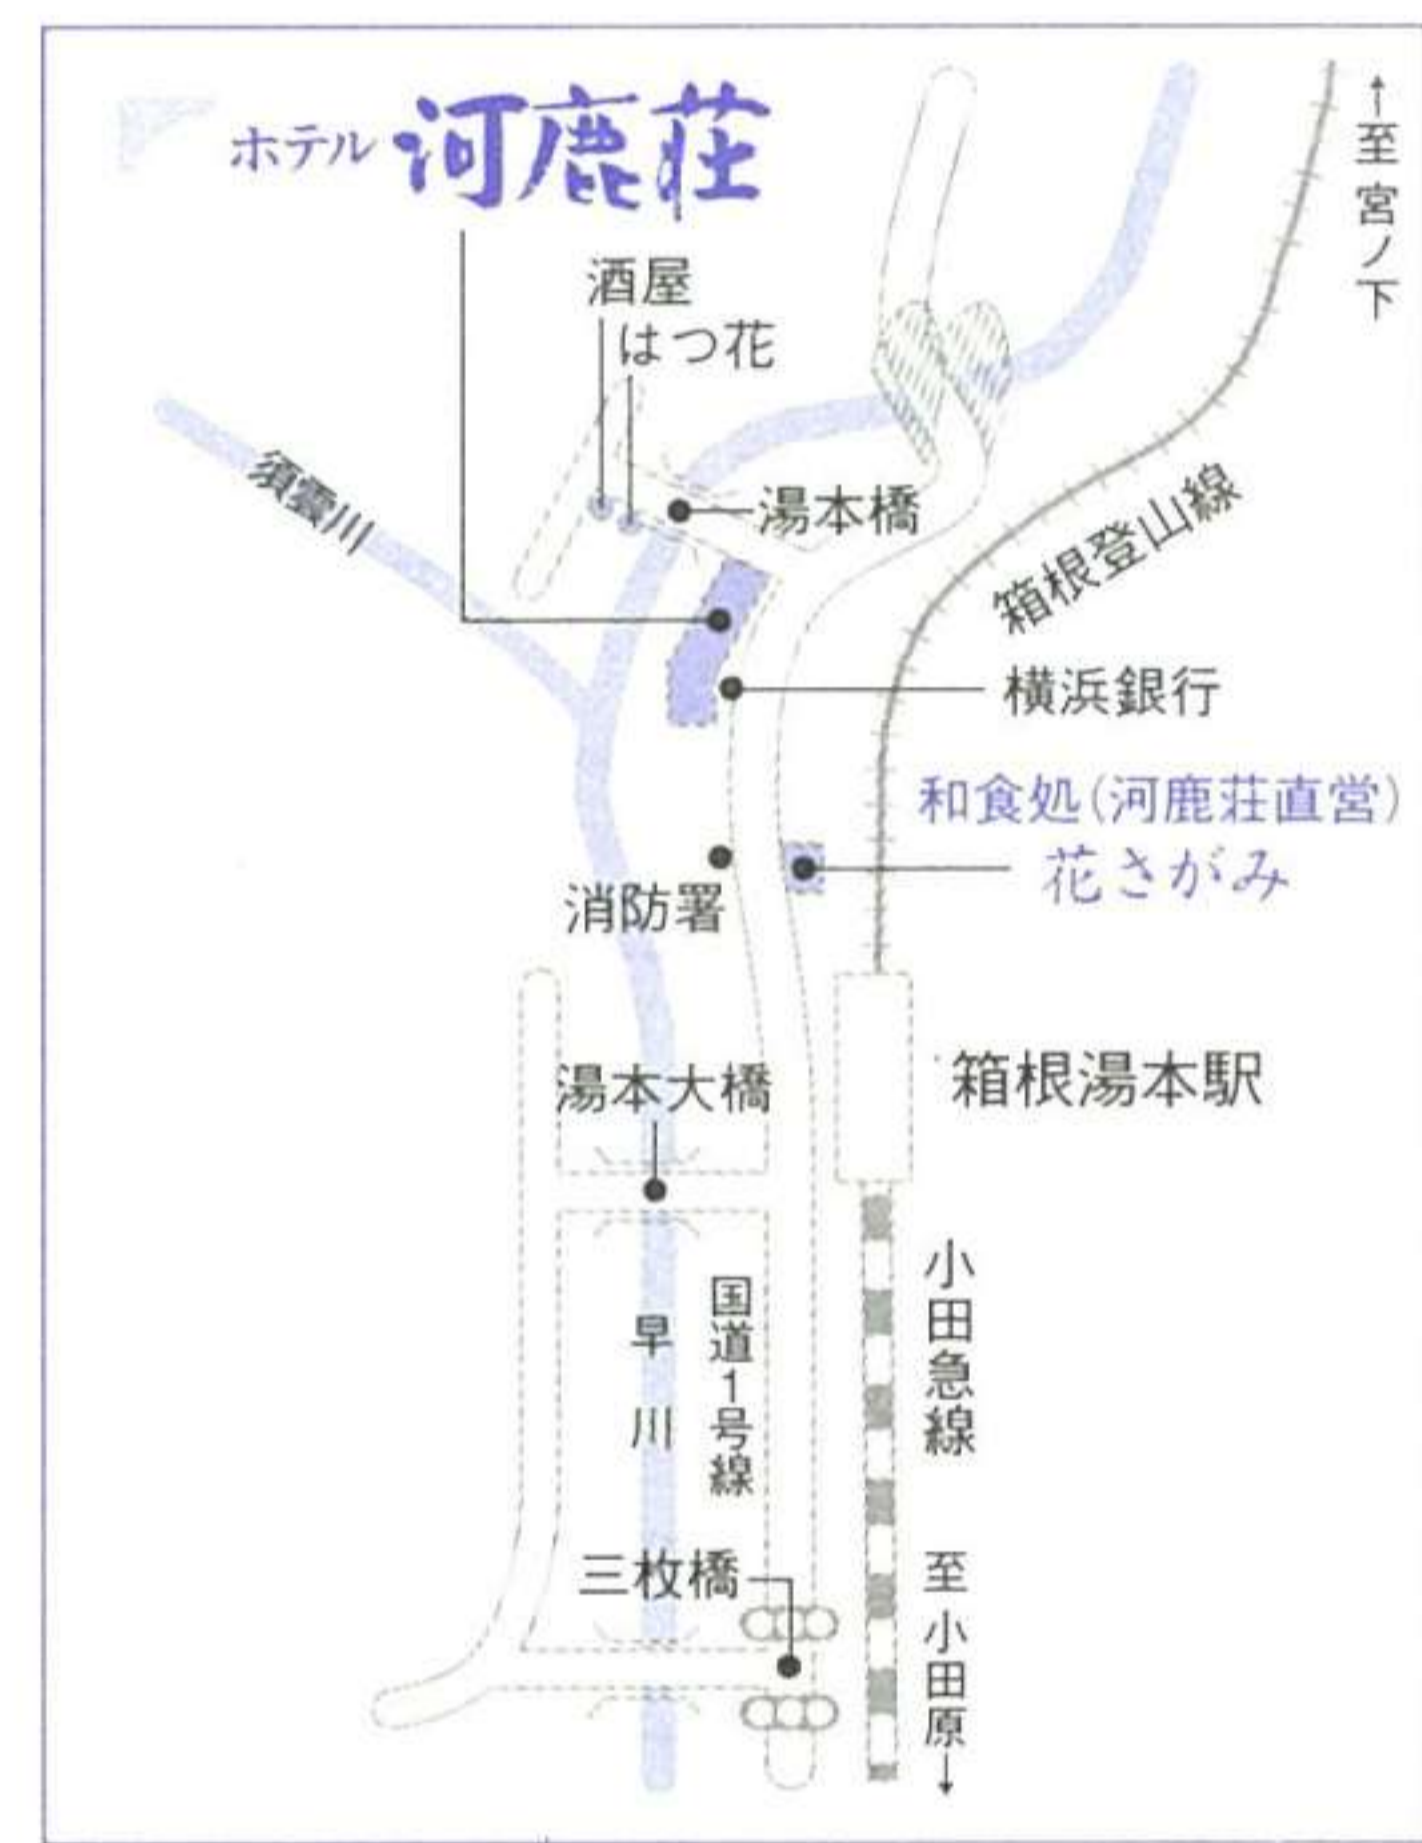 ホテル 河鹿荘
←至 宮ノ下
酒屋
はつ花
須雲川
湯本橋
箱根登山線
横浜銀行
和食処(河鹿荘直営)
花さがみ
消防署
湯本大橋
箱根湯本駅
早川
国道1号線
小田急線
三枚橋
至 小田原→